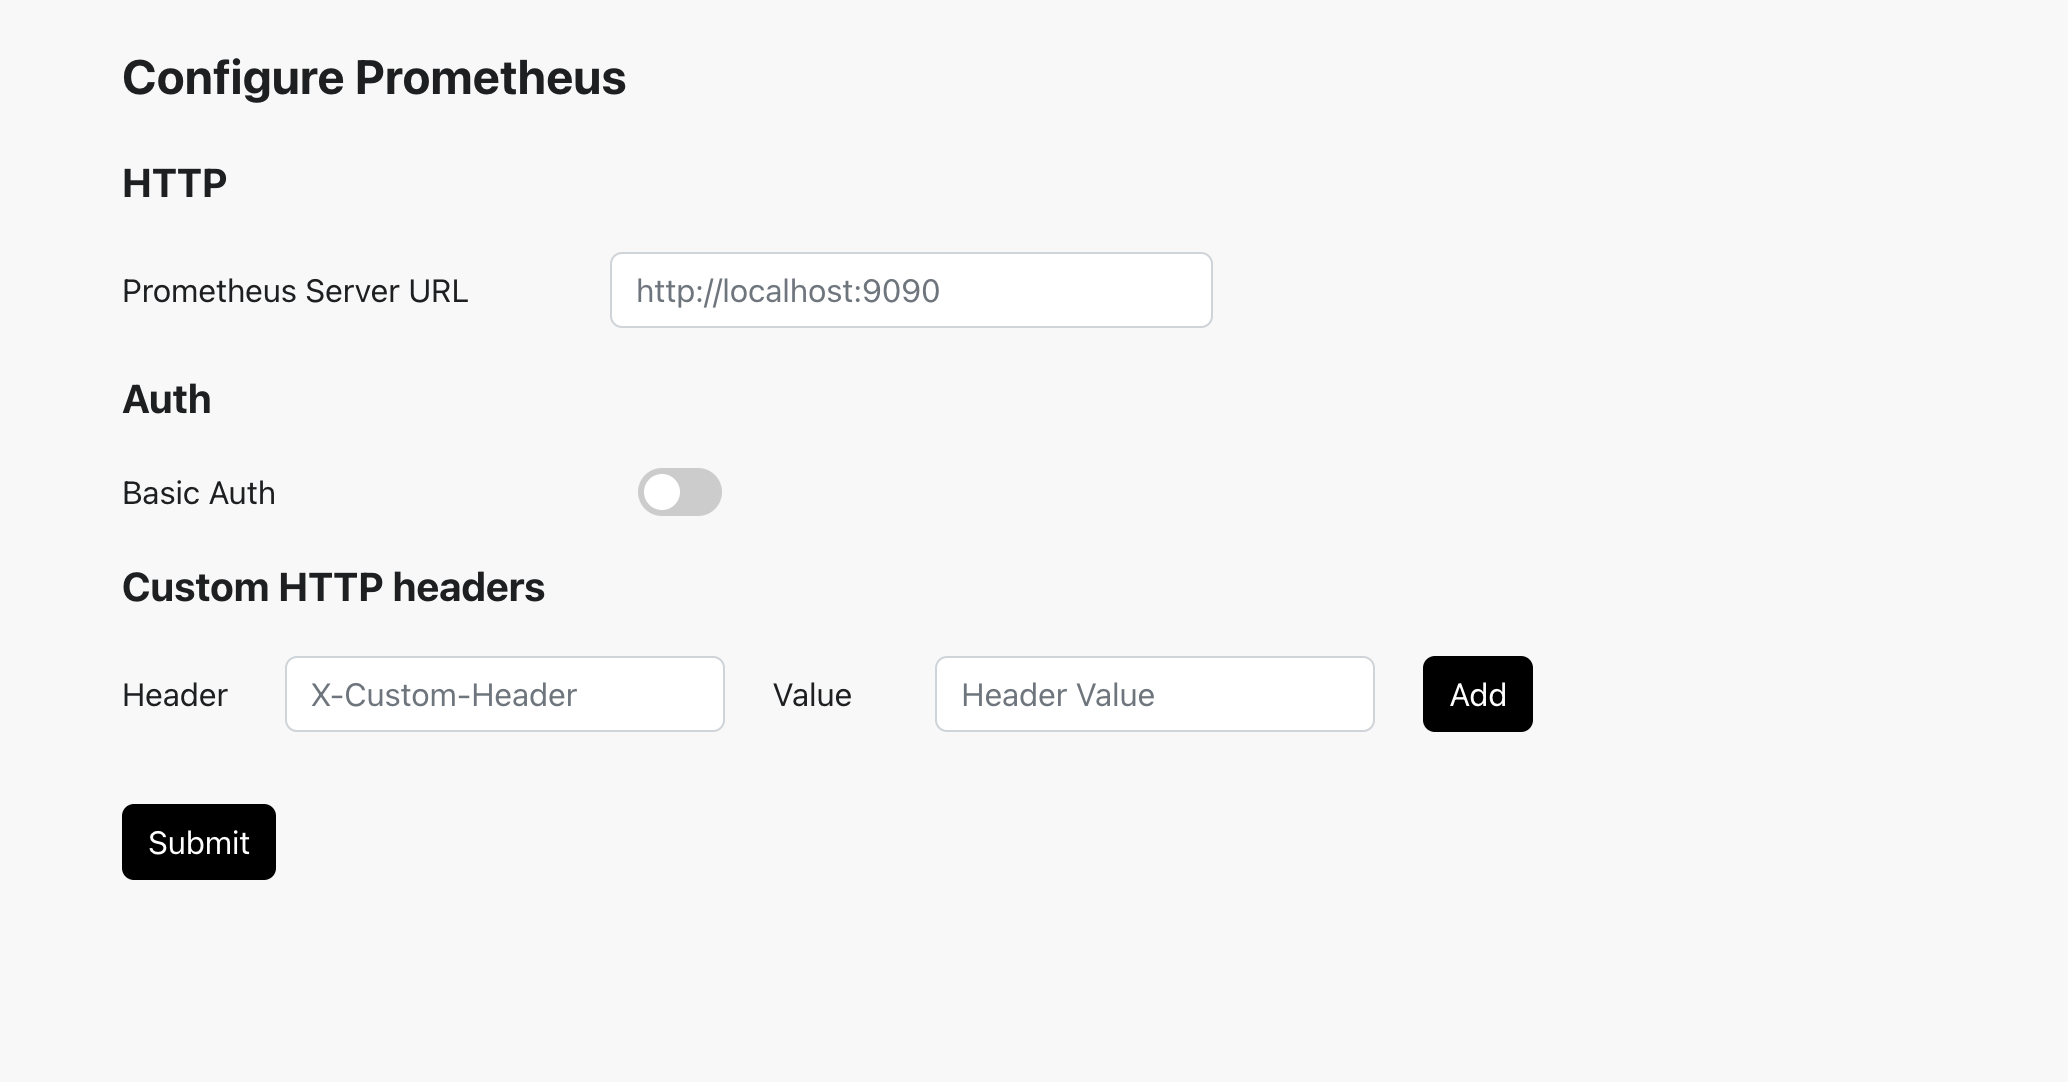 Configure Prometheus
HTTP
Prometheus Server URL http://localhost:9090
Auth
Basic Auth
Custom HTTP headers
Header X-Custom-Header Value Header Value Add
Submit